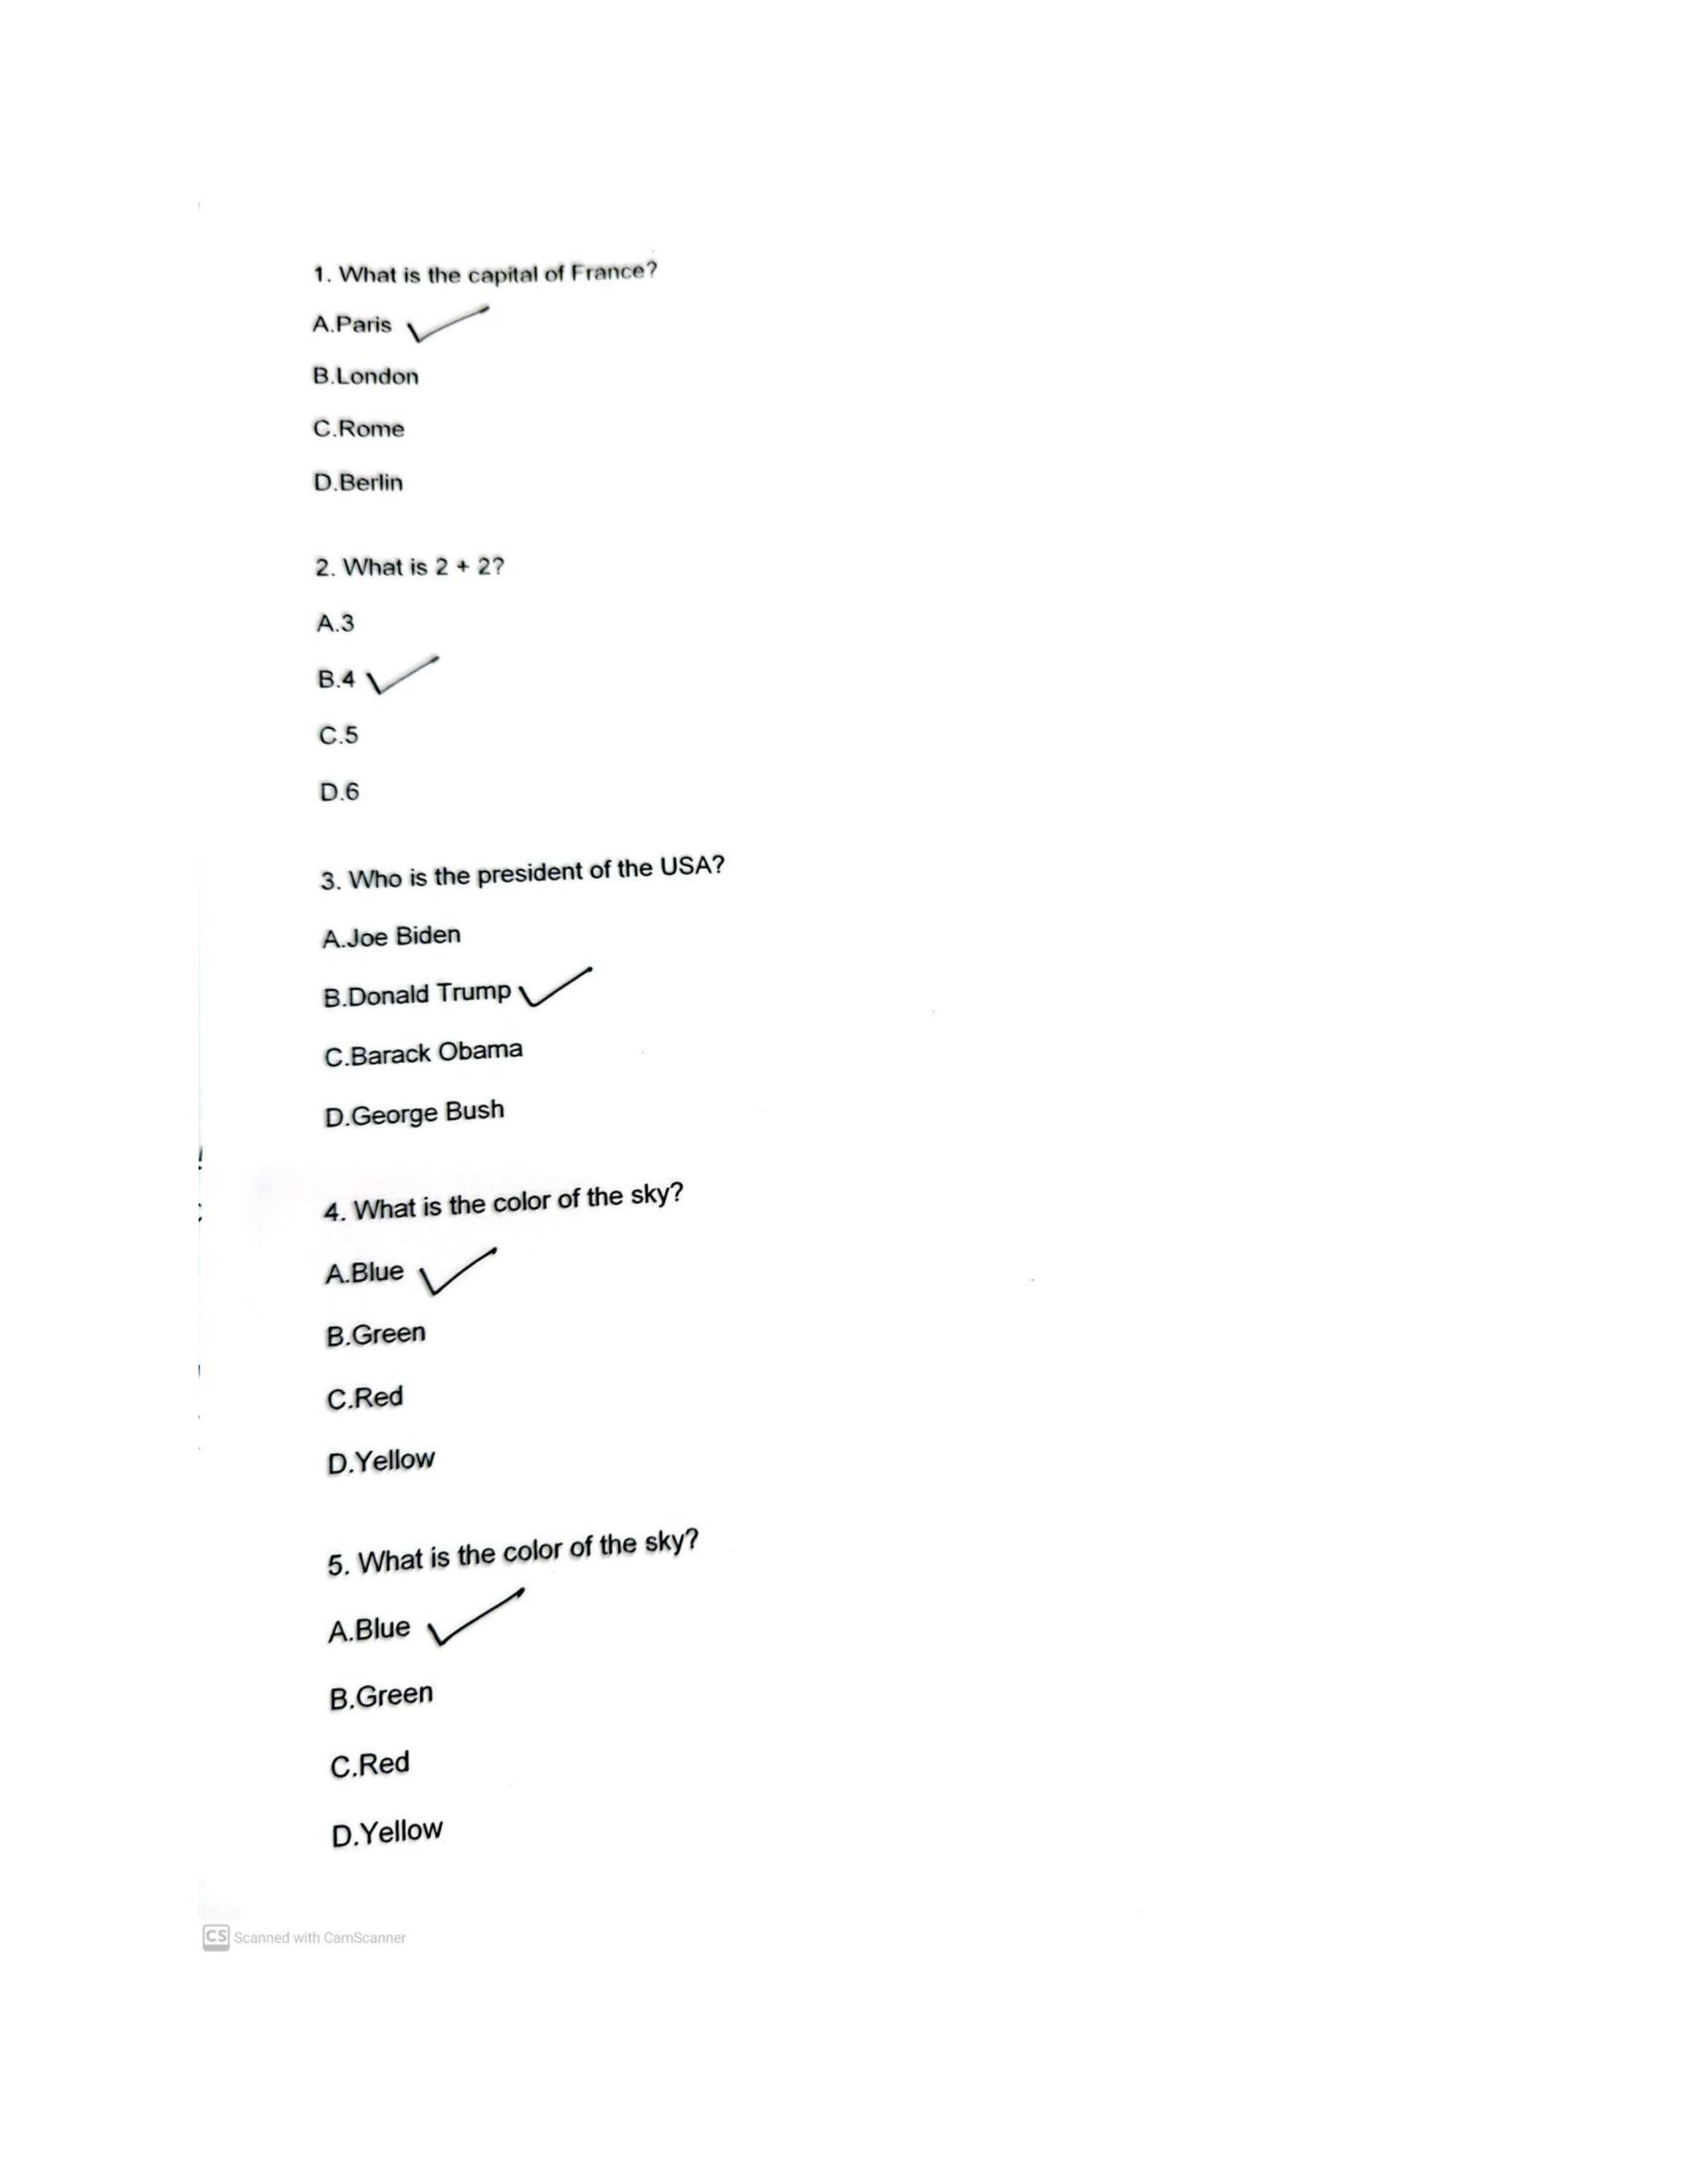 1. What is the capital of France?
A.Paris
B.London
C.Rome
D.Berlin
2. What is 2 + 2?
A.3
B.4
C.5
D.6
3. Who is the president of the USA?
A.Joe Biden
B.Donald Trump
C.Barack Obama
D.George Bush
4. What is the color of the sky?
A.Blue
B.Green
C.Red
D.Yellow
5. What is the color of the sky?
A.Blue
B.Green
C.Red
D.Yellow
CS Scanned with CamScanner